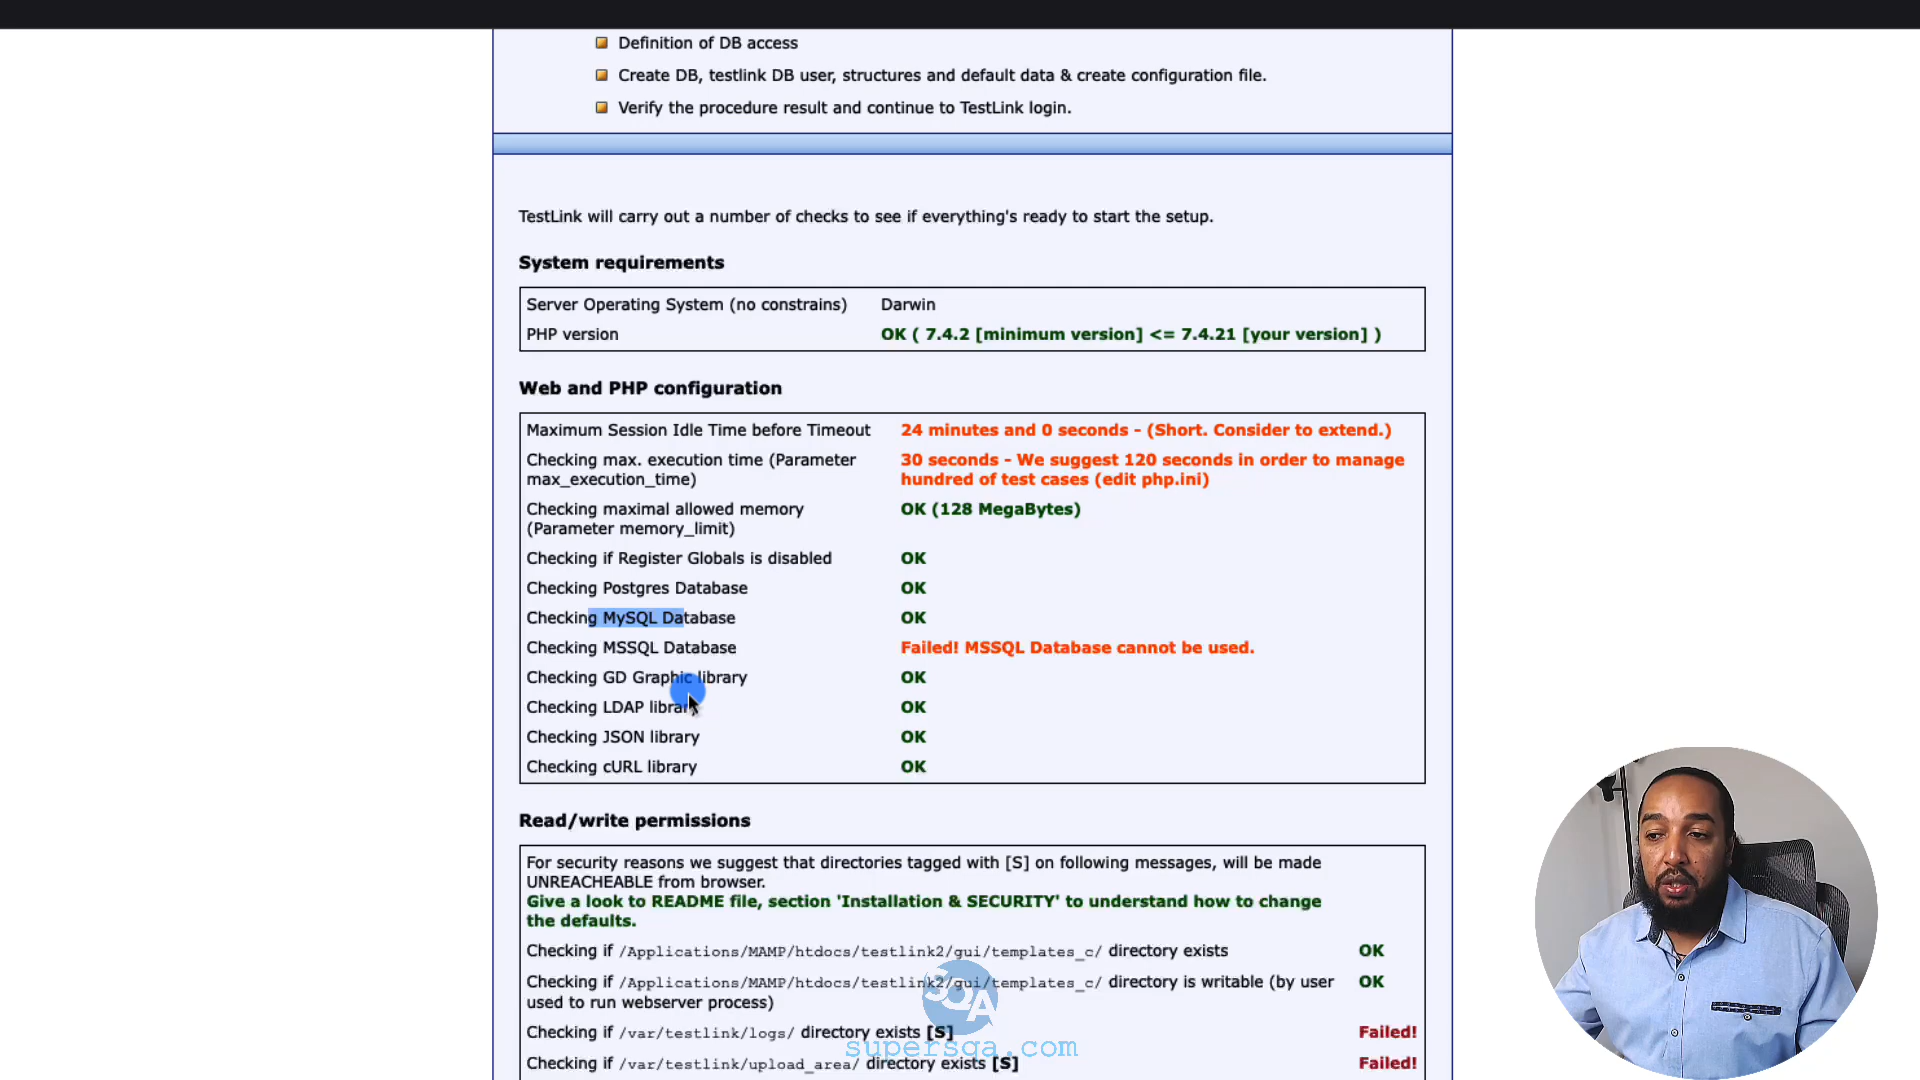 Definition of DB access
Create DB, testlink DB user, structures and default data & create configuration file.
Verify the procedure result and continue to TestLink login.
TestLink will carry out a number of checks to see if everything's ready to start the setup.
System requirements
Server Operating System (no constrains) Darwin
PHP version OK ( 7.4.2 [minimum version] <= 7.4.21 [your version] )
Web and PHP configuration
Maximum Session Idle Time before Timeout 24 minutes and 0 seconds - (Short. Consider to extend.)
Checking max. execution time (Parameter 30 seconds - We suggest 120 seconds in order to manage
max_execution_time) hundred of test cases (edit php.ini)
Checking maximal allowed memory OK (128 MegaBytes)
(Parameter memory_limit)
Checking if Register Globals is disabled OK
Checking Postgres Database OK
Checking MySQL Database OK
Checking MSSQL Database Failed! MSSQL Database cannot be used.
Checking GD Graphic library OK
Checking LDAP library OK
Checking JSON library OK
Checking cURL library OK
Read/write permissions
For security reasons we suggest that directories tagged with [S] on following messages, will be made
UNREACHEABLE from browser.
Give a look to README file, section 'Installation & SECURITY' to understand how to change
the defaults.
Checking if /Applications/MAMP/htdocs/testlink2/gui/templates_c/ directory exists OK
Checking if /Applications/MAMP/htdocs/testlink2/gui/templates_c/ directory is writable (by user OK
used to run webserver process)
Checking if /var/testlink/logs/ directory exists [S] Failed!
Checking if /var/testlink/upload_area/ directory exists [S] Failed!
SQA
supersqa.com